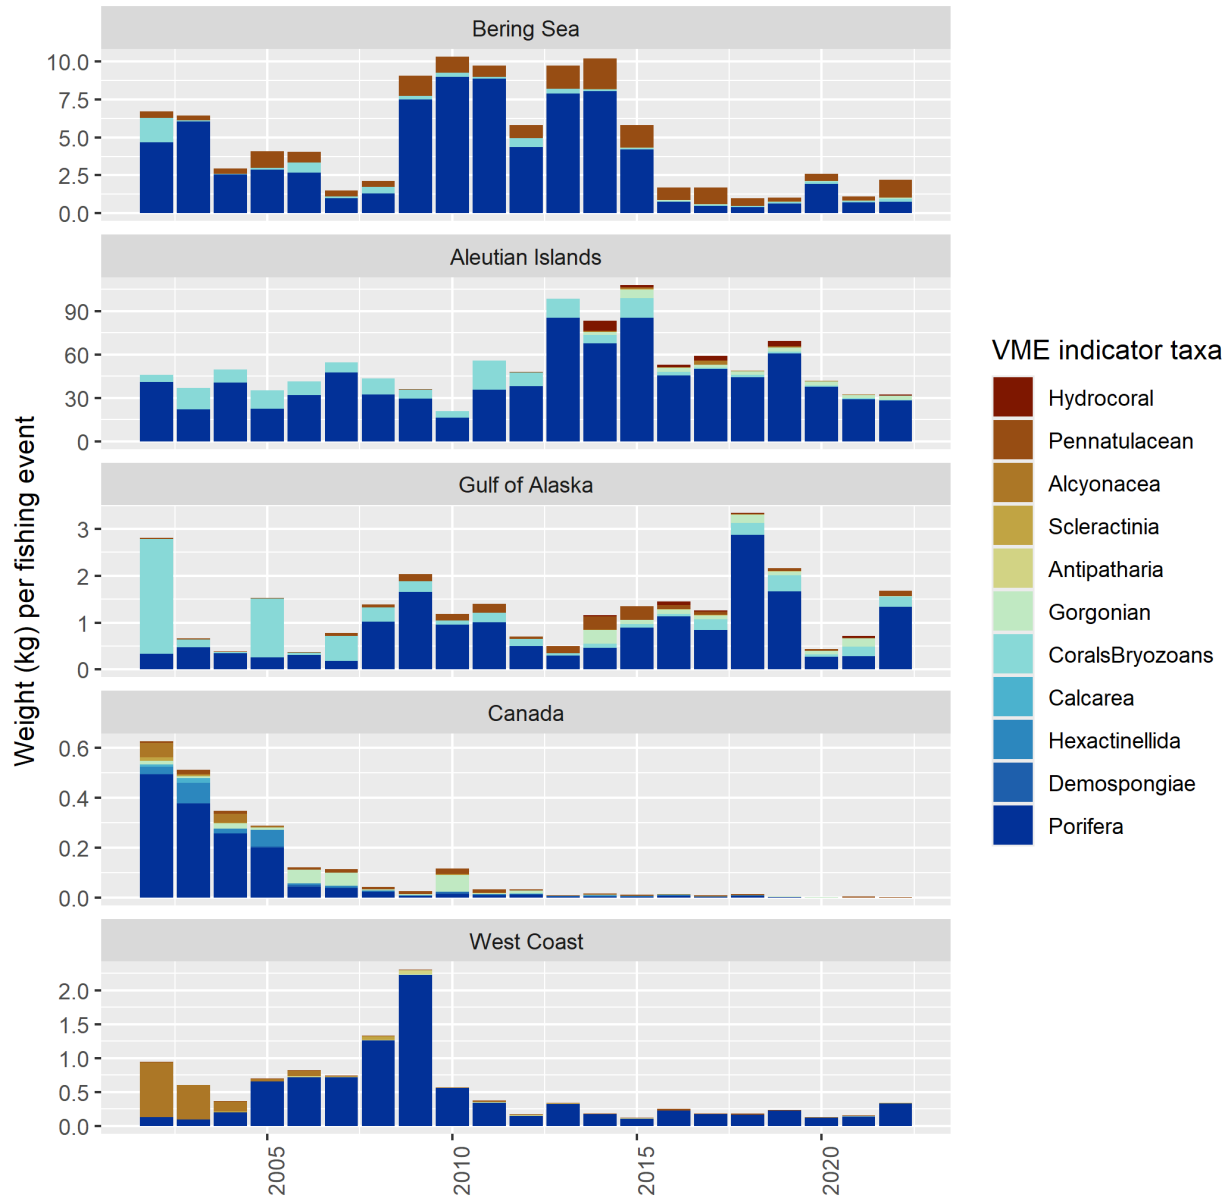 Bering Sea
10.0
7.5
5.0
2.5
0.0
Aleutian Islands
90
60
30
0
Gulf of Alaska
3
2
1
0
Canada
0.6
0.4
0.2
0.0
West Coast
2.0
1.5
1.0
0.5
0.0
2005
2010
2015
2020
Weight (kg) per fishing event
VME indicator taxa
Hydrocoral
Pennatulacean
Alcyonacea
Scleractinia
Antipatharia
Gorgonian
CoralsBryozoans
Calcarea
Hexactinellida
Demospongiae
Porifera